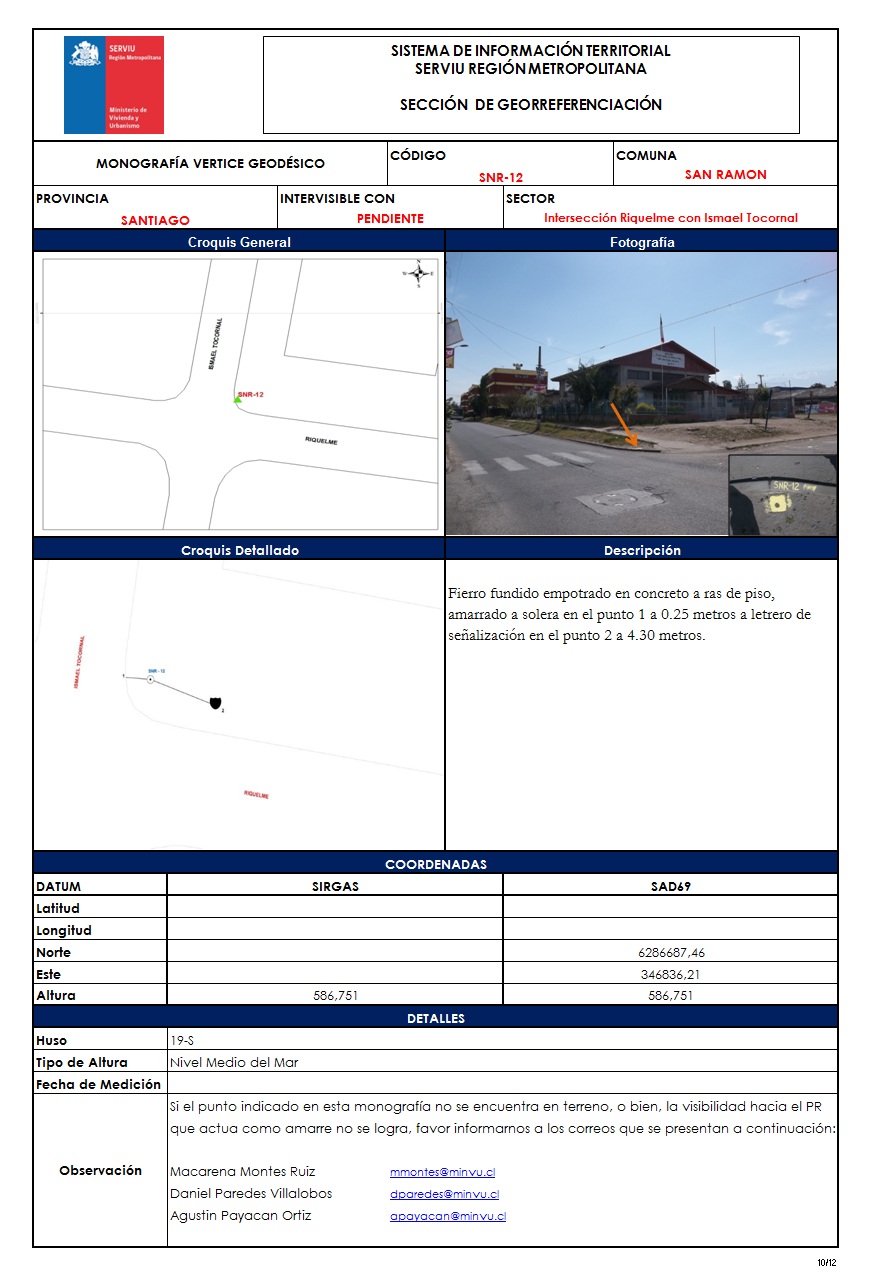 SERVIU
Región Metropolitana
Ministerio de
Vivienda y
Urbanismo
SISTEMA DE INFORMACIÓN TERRITORIAL
SERVIU REGIÓN METROPOLITANA
SECCIÓN DE GEORREFERENCIACIÓN
MONOGRAFÍA VERTICE GEODÉSICO
CÓDIGO
SNR-12
COMUNA
SAN RAMON
PROVINCIA
SANTIAGO
INTERVISIBLE CON
PENDIENTE
SECTOR
Intersección Riquelme con Ismael Tocornal
Croquis General
Fotografía
N
W E
S
ISMAEL TOCORNAL
SNR-12
RIQUELME
SNR-12
Croquis Detallado
Descripción
ISMAEL TOCORNAL
SNR - 12
1
2
RIQUELME
Fierro fundido empotrado en concreto a ras de piso,
amarrado a solera en el punto 1 a 0.25 metros a letrero de
señalización en el punto 2 a 4.30 metros.
COORDENADAS
DATUM SIRGAS SAD69
Latitud
Longitud
Norte 6286687,46
Este 346836,21
Altura 586,751 586,751
DETALLES
Huso 19-S
Tipo de Altura Nivel Medio del Mar
Fecha de Medición
Observación
Si el punto indicado en esta monografía no se encuentra en terreno, o bien, la visibilidad hacia el PR
que actua como amarre no se logra, favor informarnos a los correos que se presentan a continuación:
Macarena Montes Ruiz mmontes@minvu.cl
Daniel Paredes Villalobos dparedes@minvu.cl
Agustin Payacan Ortiz apayacan@minvu.cl
10/12